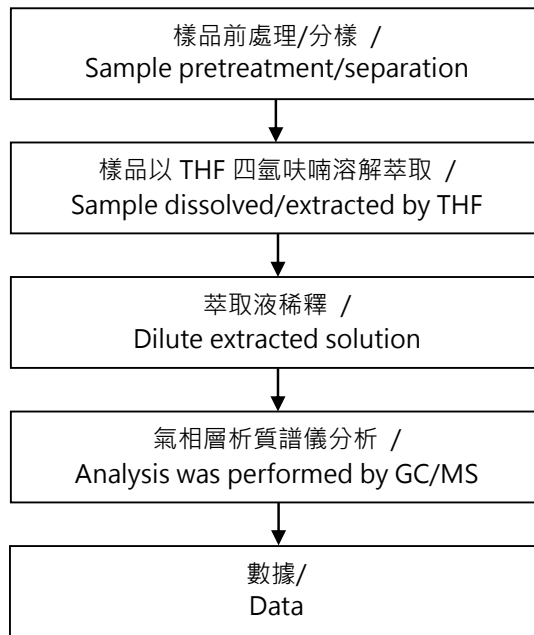 樣品前處理/分樣 /
Sample pretreatment/separation
樣品以 THF 四氫呋喃溶解萃取 /
Sample dissolved/extracted by THF
萃取液稀釋 /
Dilute extracted solution
氣相層析質譜儀分析 /
Analysis was performed by GC/MS
數據/
Data